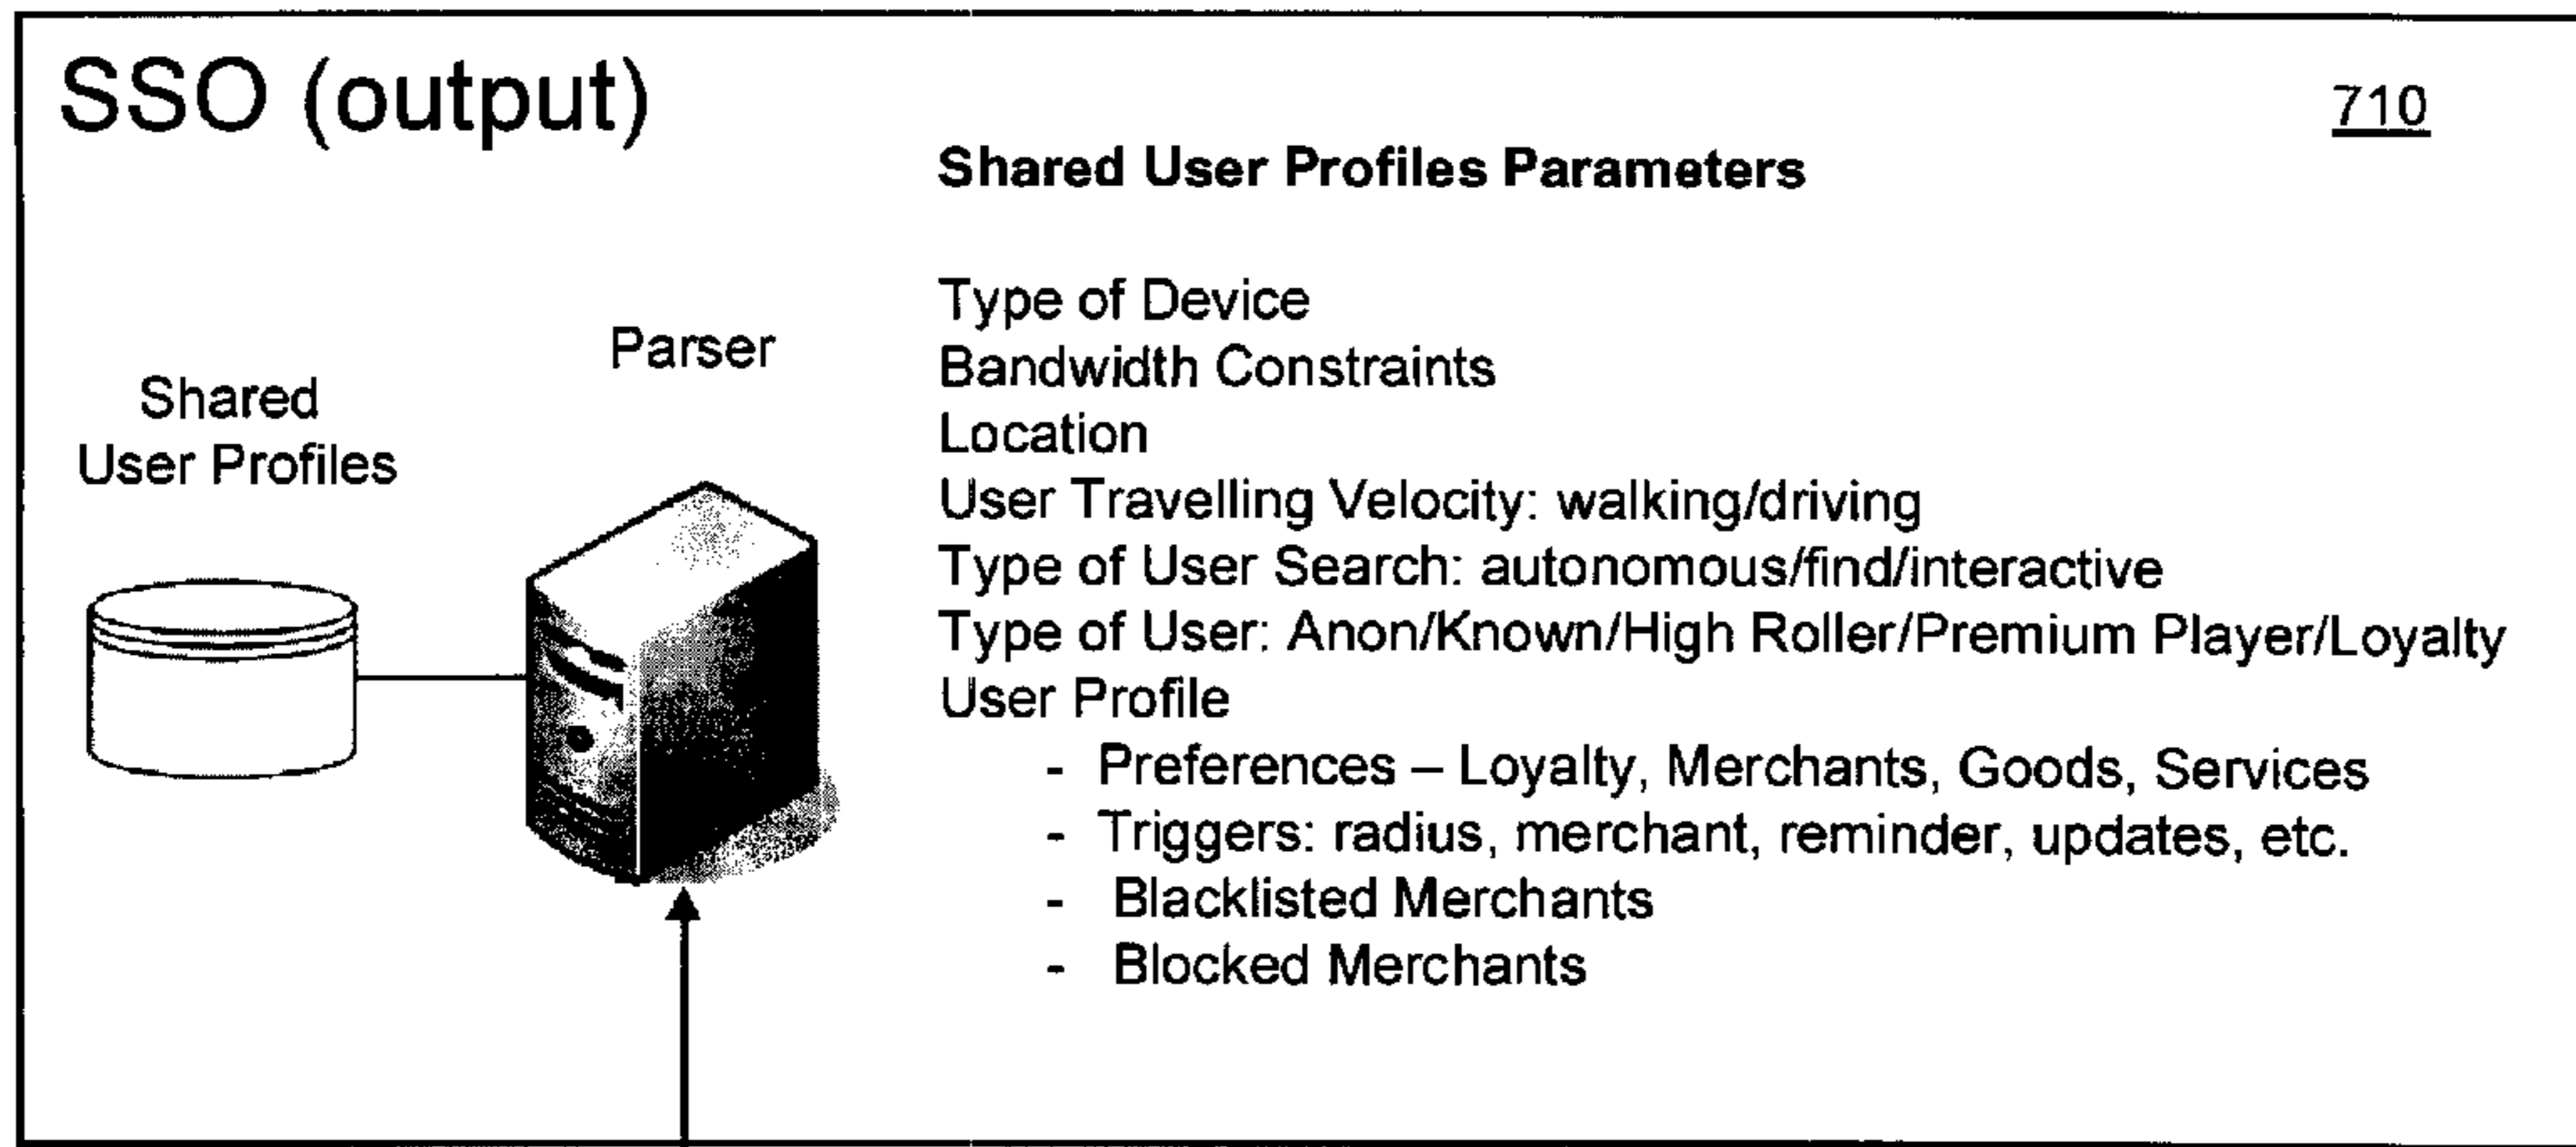 SSO (output)
710
Shared User Profiles Parameters
Parser
Shared
User Profiles
Type of Device
Bandwidth Constraints
Location
User Travelling Velocity: walking/driving
Type of User Search: autonomous/find/interactive
Type of User: Anon/Known/High Roller/Premium Player/Loyalty
User Profile
- Preferences – Loyalty, Merchants, Goods, Services
- Triggers: radius, merchant, reminder, updates, etc.
- Blacklisted Merchants
- Blocked Merchants